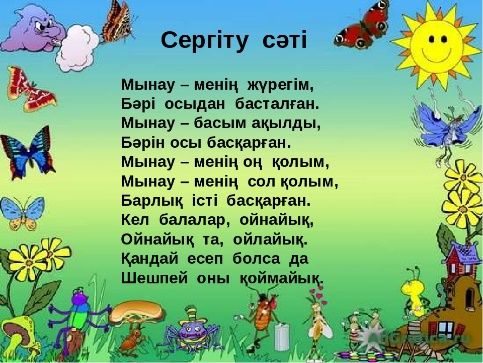 Сергіту сәті
Мынау – менің жүрегім,
Бәрі осыдан басталған.
Мынау – басым ақылды,
Бәрін осы басқарған.
Мынау – менің оң қолым,
Мынау – менің сол қолым,
Барлық істі басқарған.
Кел балалар, ойнайық,
Ойнайық та, ойлайық.
Қандай есеп болса да
Шешпей оны қоймайық.